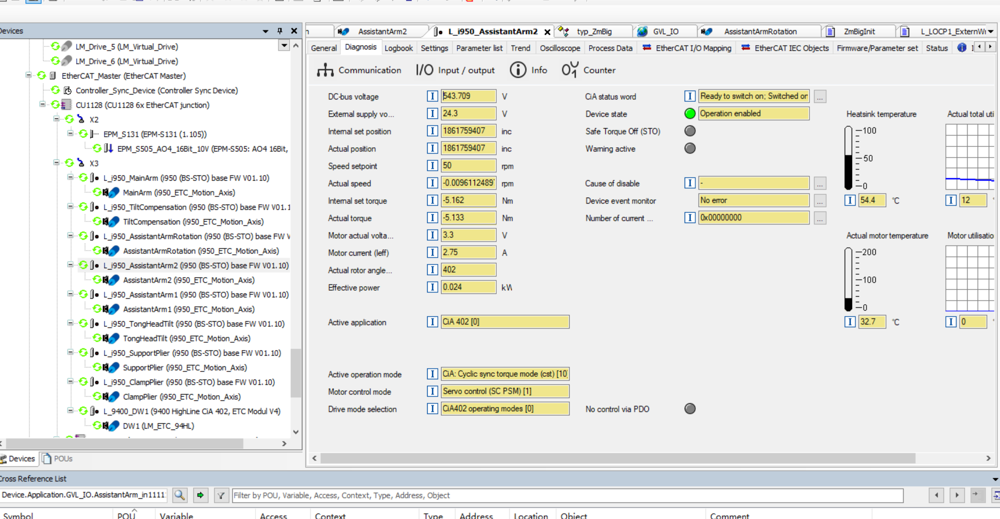 Devices
LM_Drive_5 (LM_Virtual_Drive)
LM_Drive_6 (LM_Virtual_Drive)
EtherCAT_Master (EtherCAT Master)
Controller_Sync_Device (Controller Sync Device)
CU1128 (CU1128 6x EtherCAT junction)
X2
EPM_S131 (EPM-S131 (1.105))
EPM_S505_AO4_16Bit_10V (EPM-S505: AO4 16Bit,
X3
L_i950_MainArm (i950 (BS-STO) base FW V01.10)
MainArm (i950_ETC_Motion_Axis)
L_i950_TiltCompensation (i950 (BS-STO) base FW V01.1
TiltCompensation (i950_ETC_Motion_Axis)
L_i950_AssistantArmRotation (i950 (BS-STO) base FW V
AssistantArmRotation (i950_ETC_Motion_Axis)
L_i950_AssistantArm2 (i950 (BS-STO) base FW V01.10)
AssistantArm2 (i950_ETC_Motion_Axis)
L_i950_AssistantArm1 (i950 (BS-STO) base FW V01.10)
AssistantArm1 (i950_ETC_Motion_Axis)
L_i950_TongHeadTilt (i950 (BS-STO) base FW V01.10)
TongHeadTilt (i950_ETC_Motion_Axis)
L_i950_SupportPlier (i950 (BS-STO) base FW V01.10)
SupportPlier (i950_ETC_Motion_Axis)
L_i950_ClampPlier (i950 (BS-STO) base FW V01.10)
ClampPlier (i950_ETC_Motion_Axis)
L_9400_DW1 (9400 HighLine CiA 402, ETC Modul V4)
DW1 (LM_ETC_94HL)
Devices POUs
AssistantArm2 L_i950_AssistantArm2 typ_ZmBig GVL_IO AssistantArmRotation ZmBigInit L_LOCP1_ExternWi
General Diagnosis Logbook Settings Parameter list Trend Oscilloscope Process Data EtherCAT I/O Mapping EtherCAT IEC Objects Firmware/Parameter set Status
Communication I/O Input / output Info Counter
DC-bus voltage 543.709 V
External supply vo... 24.3 V
Internal set position 1861759407 inc
Actual position 1861759407 inc
Speed setpoint 50 rpm
Actual speed -0.0096112489 rpm
Internal set torque -5.162 Nm
Actual torque -5.133 Nm
Motor actual volta... 3.3 V
Motor current (Ieff) 2.75 A
Actual rotor angle... 402
Effective power 0.024 kW
Active application CiA 402 [0]
Active operation mode CiA: Cyclic sync torque mode (cst) [10]
Motor control mode Servo control (SC PSM) [1]
Drive mode selection CiA402 operating modes [0]
CiA status word Ready to switch on; Switched on ...
Device state Operation enabled
Safe Torque Off (STO)
Warning active
Cause of disable - ...
Device event monitor No error ...
Number of current ... 0x00000000 ...
No control via PDO
Heatsink temperature
100
50
0
54.4 °C
Actual total uti
12
Actual motor temperature
200
100
0
32.7 °C
Motor utilisatio
0
Cross Reference List
Device.Application.GVL_IO.AssistantArm_in1111 Filter by POU, Variable, Access, Context, Type, Address, Object
Symbol POU Variable Access Context Type Address Location Object Comment